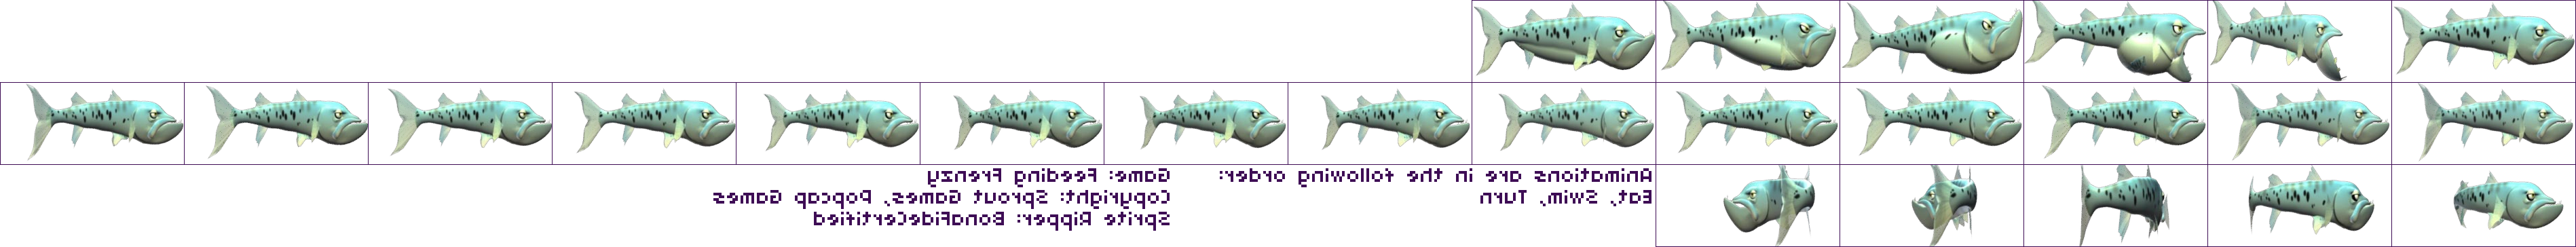 Animations are in the following order:
Eat, Swim, Turn
Game: Feeding Frenzy
Copyright: Sprout Games, Popcap Games
Sprite Ripper: BonaFideCertified